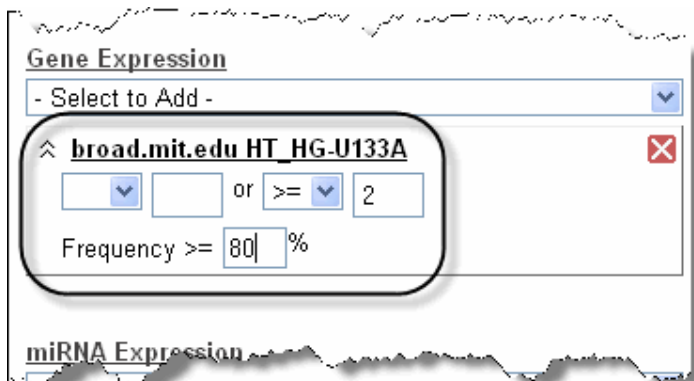 Gene Expression
- Select to Add -
broad.mit.edu HT_HG-U133A
or >= 2
Frequency >= 80 %
miRNA Expression